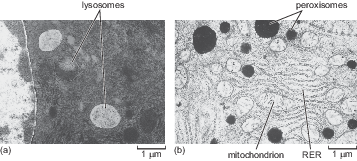 lysosomes
peroxisomes
(a)
1 µm
(b)
mitochondrion
RER
1 µm